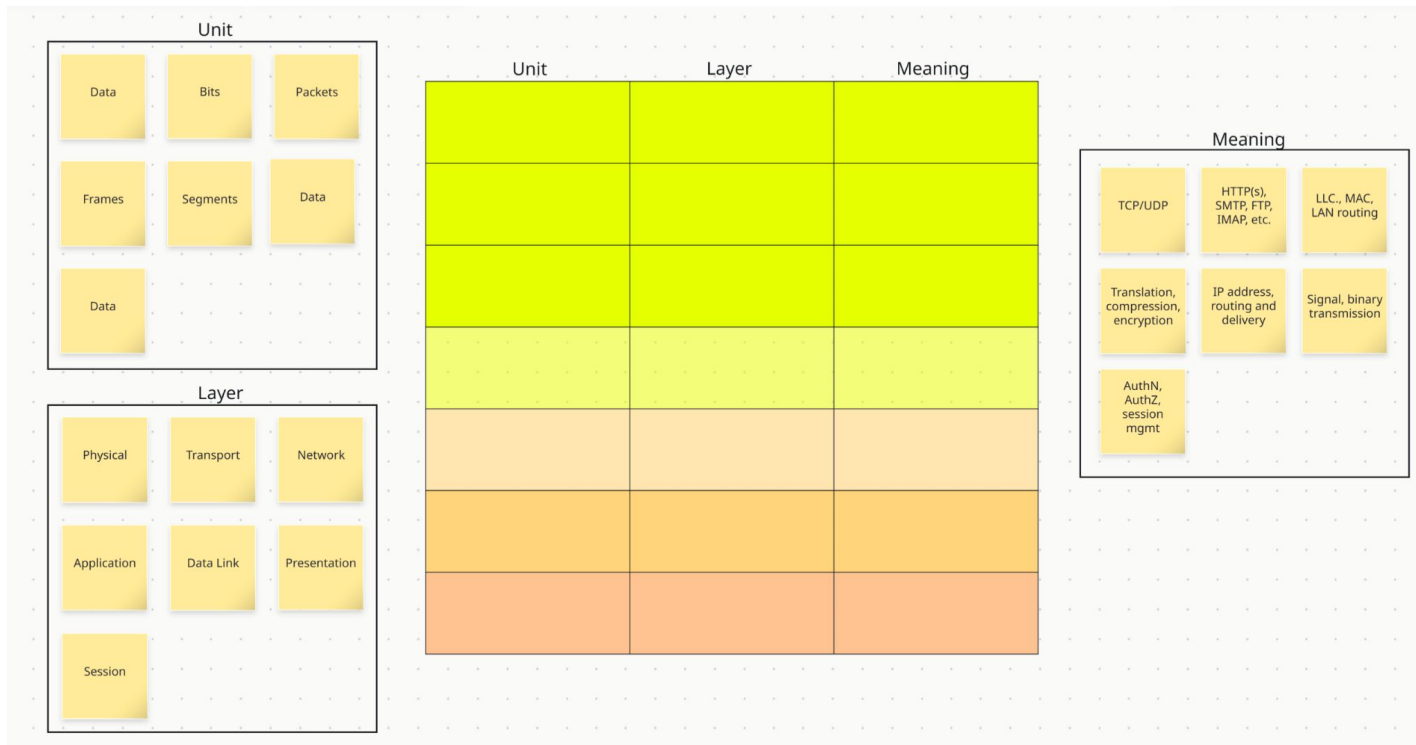 Unit
Data
Bits
Packets
Frames
Segments
Data
Data
Layer
Physical
Transport
Network
Application
Data Link
Presentation
Session
Unit
Layer
Meaning
Meaning
TCP/UDP
HTTP(s),
SMTP, FTP,
IMAP, etc.
LLC., MAC,
LAN routing
Translation,
compression,
encryption
IP address,
routing and
delivery
Signal, binary
transmission
AuthN,
AuthZ,
session
mgmt